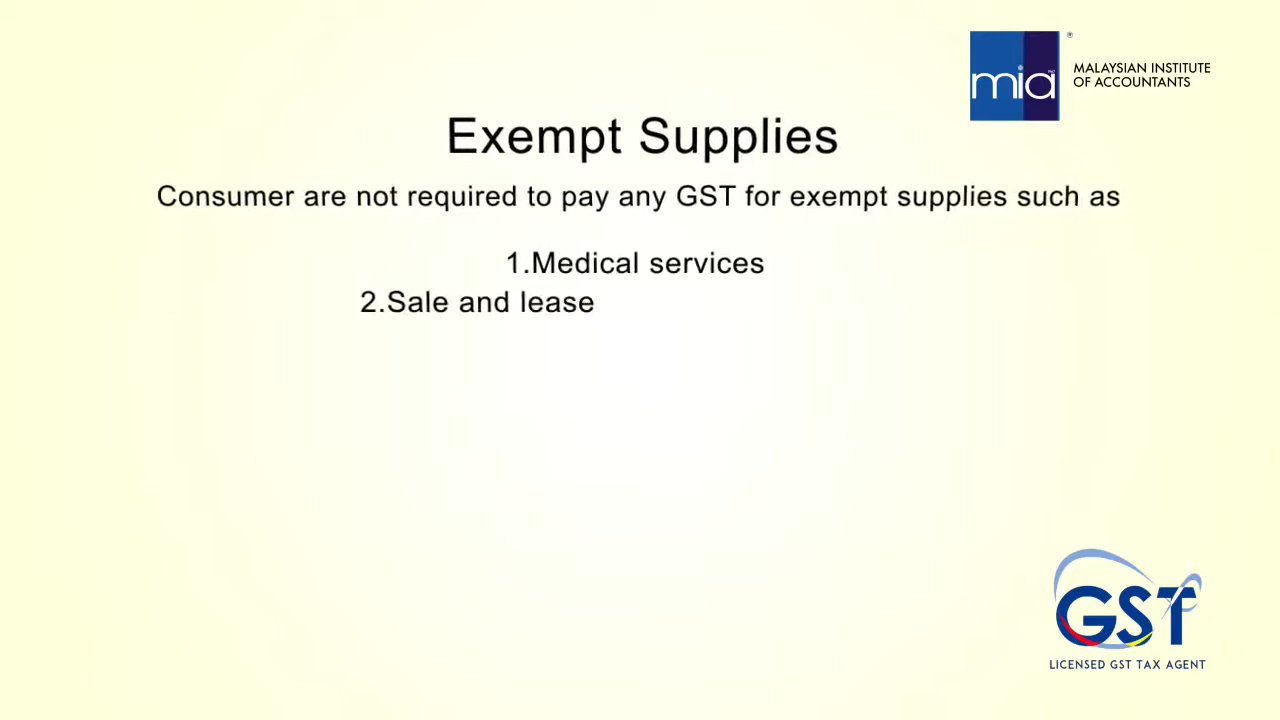 mia
MALAYSIAN INSTITUTE
OF ACCOUNTANTS
Exempt Supplies
Consumer are not required to pay any GST for exempt supplies such as
1.Medical services
2.Sale and lease
GST
LICENSED GST TAX AGENT